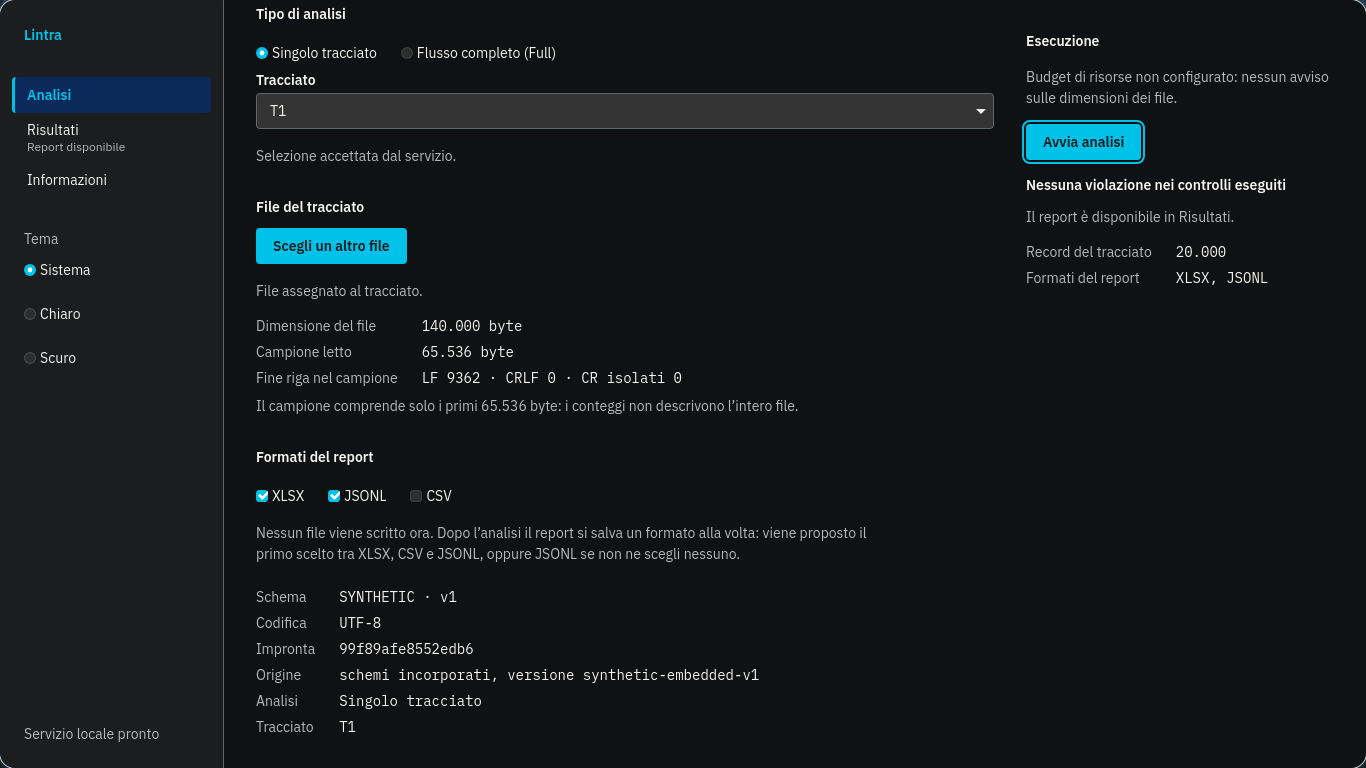 Lintra
Analisi
Risultati
Report disponibile
Informazioni
Tema
Sistema
Chiaro
Scuro
Servizio locale pronto
Tipo di analisi
Singolo tracciato
Flusso completo (Full)
Tracciato
T1
Selezione accettata dal servizio.
File del tracciato
Scegli un altro file
File assegnato al tracciato.
Dimensione del file 140.000 byte
Campione letto 65.536 byte
Fine riga nel campione LF 9362 · CRLF 0 · CR isolati 0
Il campione comprende solo i primi 65.536 byte: i conteggi non descrivono l’intero file.
Formati del report
XLSX JSONL CSV
Nessun file viene scritto ora. Dopo l’analisi il report si salva un formato alla volta: viene proposto il
primo scelto tra XLSX, CSV e JSONL, oppure JSONL se non ne scegli nessuno.
Schema SYNTHETIC · v1
Codifica UTF-8
Impronta 99f89afe8552edb6
Origine schemi incorporati, versione synthetic-embedded-v1
Analisi Singolo tracciato
Tracciato T1
Esecuzione
Budget di risorse non configurato: nessun avviso
sulle dimensioni dei file.
Avvia analisi
Nessuna violazione nei controlli eseguiti
Il report è disponibile in Risultati.
Record del tracciato 20.000
Formati del report XLSX, JSONL